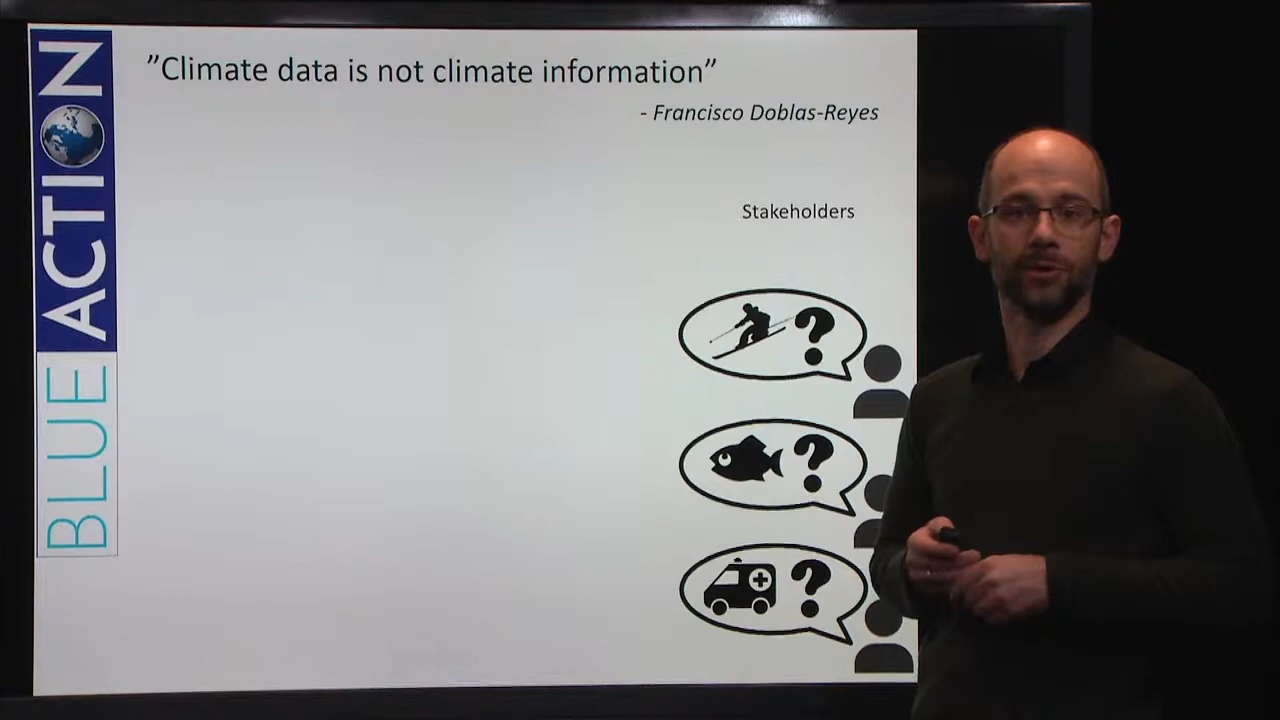 ”Climate data is not climate information”
- Francisco Doblas-Reyes
Stakeholders
BLUE ACTION